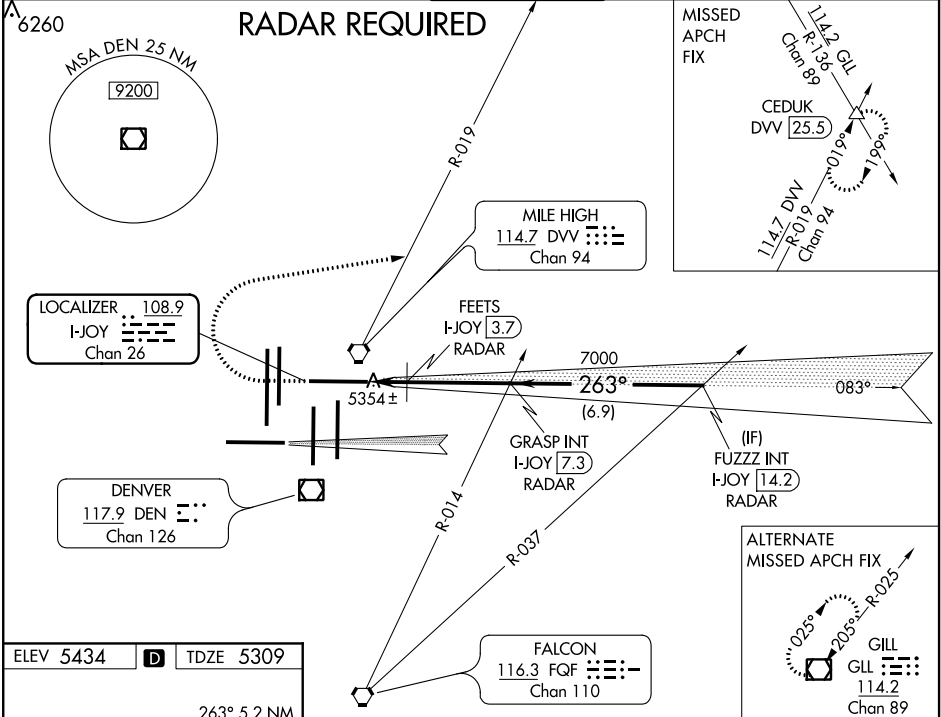 6260
RADAR REQUIRED
MSA DEN 25 NM
9200
R-019
MISSED
APCH
FIX
114.2 GLL
R-136
Chan 89
CEDUK
DVV 25.5
019°
199°
114.7 DVV
R-019
Chan 94
MILE HIGH
114.7 DVV
Chan 94
LOCALIZER 108.9
I-JOY
Chan 26
FEETS
I-JOY 3.7
RADAR
5354±
7000
263°
(6.9)
083°
GRASP INT
I-JOY 7.3
RADAR
(IF)
FUZZZ INT
I-JOY 14.2
RADAR
DENVER
117.9 DEN
Chan 126
R-014
R-037
ALTERNATE
MISSED APCH FIX
025°
205°
R-025
GILL
GLL
114.2
Chan 89
FALCON
116.3 FQF
Chan 110
ELEV 5434 D TDZE 5309
263° 5.2 NM